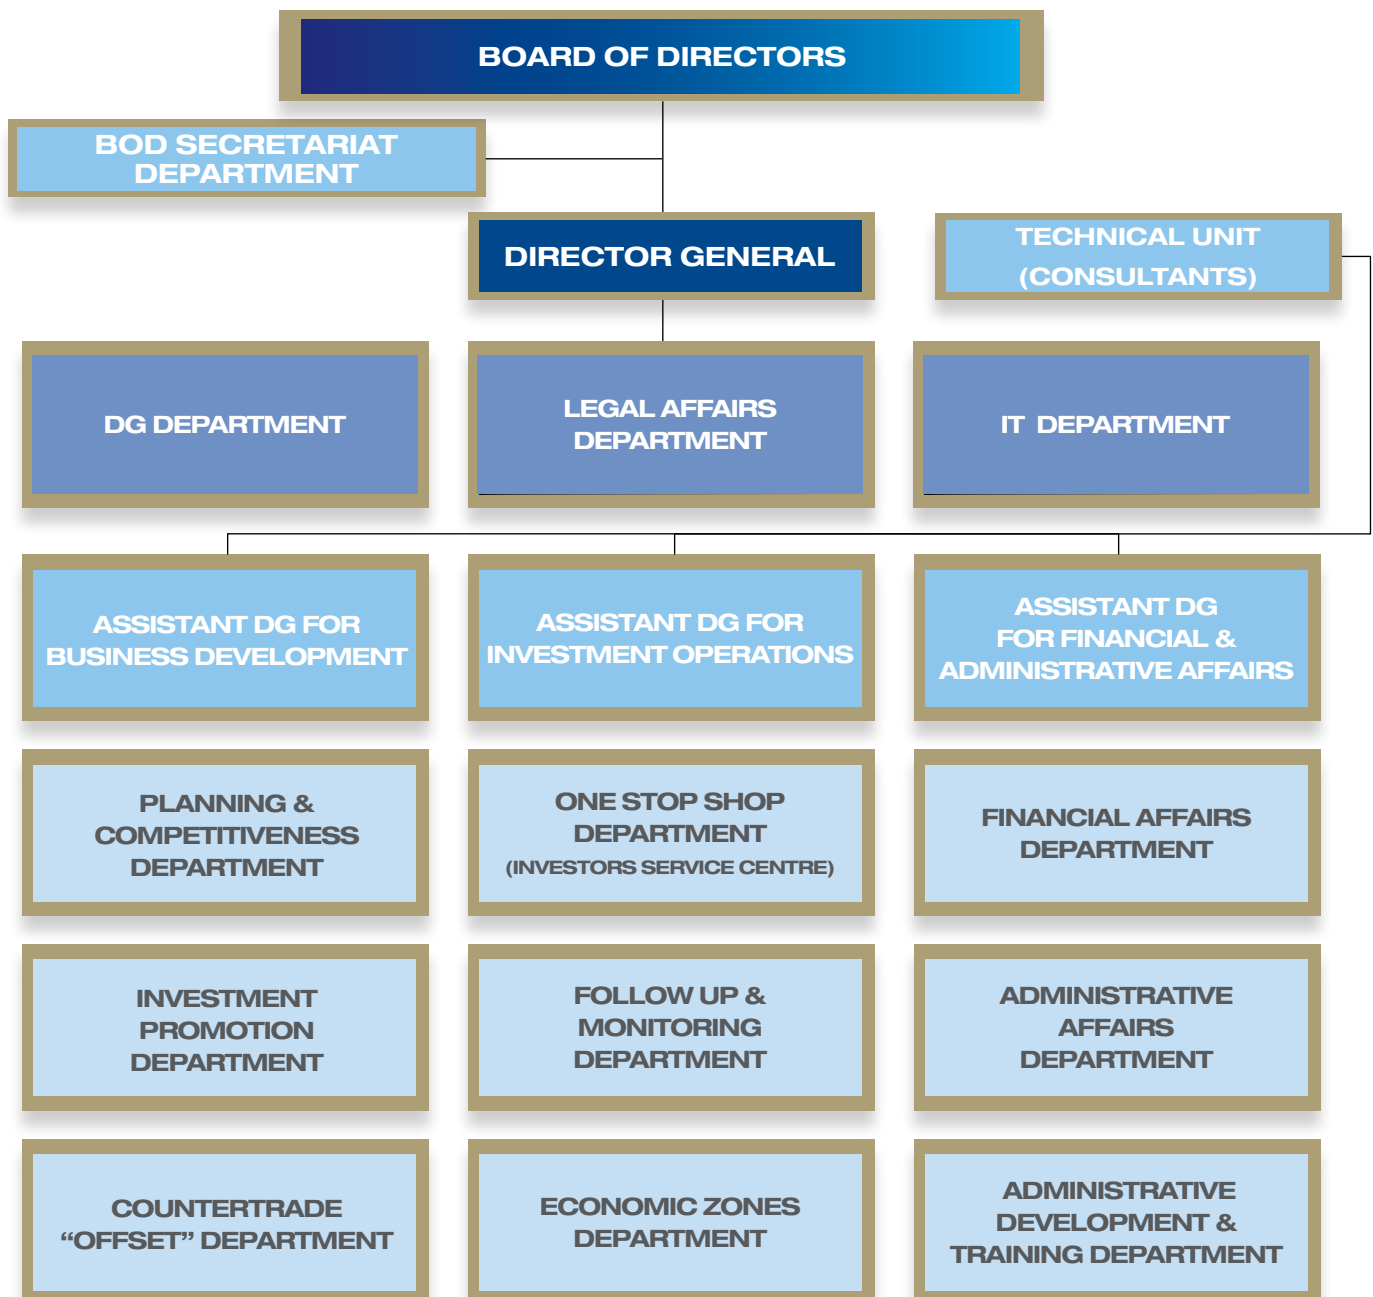 BOARD OF DIRECTORS
BOD SECRETARIAT
DEPARTMENT
DIRECTOR GENERAL
TECHNICAL UNIT
(CONSULTANTS)
DG DEPARTMENT
LEGAL AFFAIRS
DEPARTMENT
IT DEPARTMENT
ASSISTANT DG FOR
BUSINESS DEVELOPMENT
ASSISTANT DG FOR
INVESTMENT OPERATIONS
ASSISTANT DG
FOR FINANCIAL &
ADMINISTRATIVE AFFAIRS
PLANNING &
COMPETITIVENESS
DEPARTMENT
ONE STOP SHOP
DEPARTMENT
(INVESTORS SERVICE CENTRE)
FINANCIAL AFFAIRS
DEPARTMENT
INVESTMENT
PROMOTION
DEPARTMENT
FOLLOW UP &
MONITORING
DEPARTMENT
ADMINISTRATIVE
AFFAIRS
DEPARTMENT
COUNTERTRADE
“OFFSET” DEPARTMENT
ECONOMIC ZONES
DEPARTMENT
ADMINISTRATIVE
DEVELOPMENT &
TRAINING DEPARTMENT